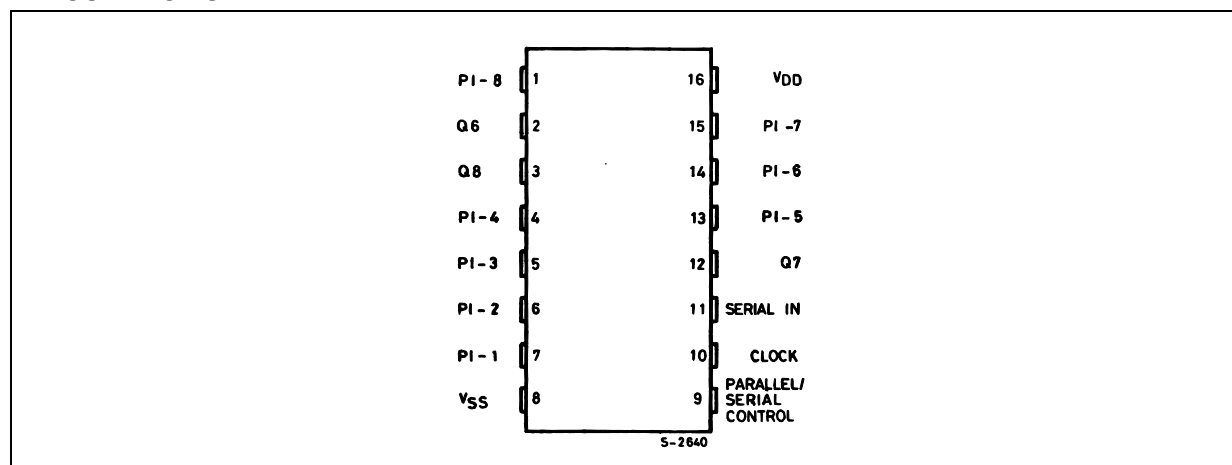 PI-8 1 16 VDD
Q6 2 15 PI-7
Q8 3 14 PI-6
PI-4 4 13 PI-5
PI-3 5 12 Q7
PI-2 6 11 SERIAL IN
PI-1 7 10 CLOCK
VSS 8 9 PARALLEL/
SERIAL
CONTROL
S-2640